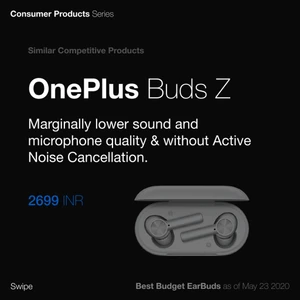 Consumer Products Series
Similar Competitive Products
OnePlus Buds Z
Marginally lower sound and
microphone quality & without Active
Noise Cancellation.
2699 INR
Swipe
Best Budget EarBuds as of May 23 2020